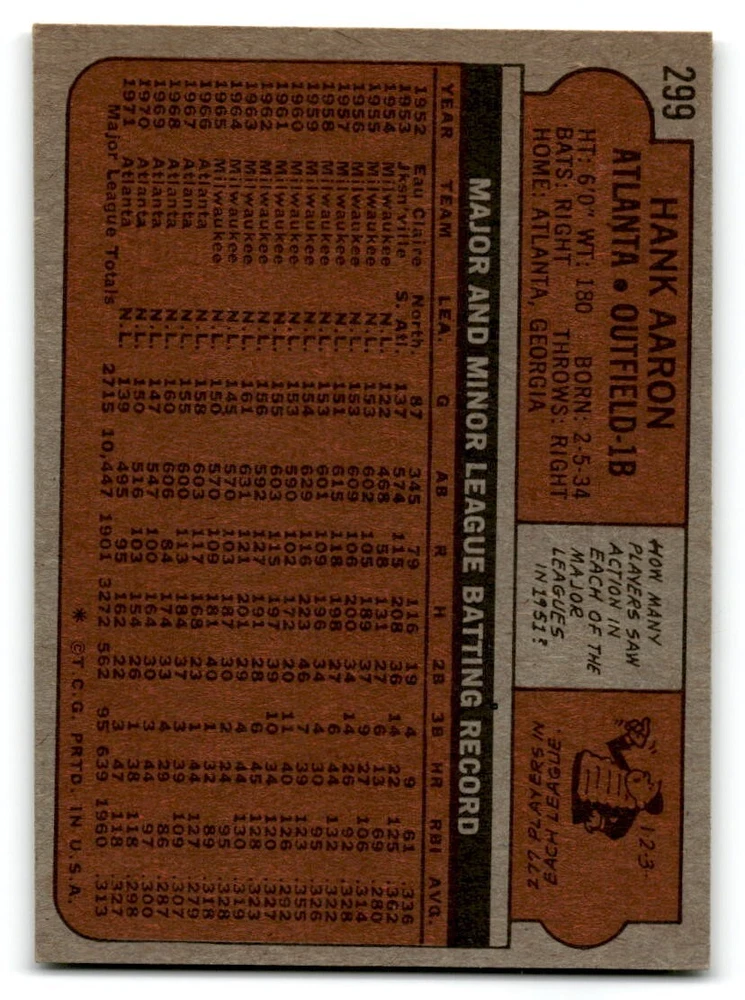 299
HANK AARON
ATLANTA • OUTFIELD-1B
HT: 6'0" WT: 180 BORN: 2-5-34
BATS: RIGHT THROWS: RIGHT
HOME: ATLANTA, GEORGIA
HOW MANY
PLAYERS SAW
ACTION IN
EACH OF THE
MAJOR
LEAGUES
IN 1951?
1-2-3-
277 PLAYERS IN
EACH LEAGUE.
MAJOR AND MINOR LEAGUE BATTING RECORD
YEAR TEAM LEA. G AB R H 2B 3B HR RBI AVG.
1952 Eau Claire North. 87 345 79 116 19 4 9 61 .336
1953 Jksn'ville S. Atl. 137 574 115 208 36 14 22 125 .362
1954 Milwaukee N.L. 122 468 58 131 27 6 13 69 .280
1955 Milwaukee N.L. 153 602 105 189 37 9 27 106 .314
1956 Milwaukee N.L. 153 609 106 200 34 14 26 92 .328
1957 Milwaukee N.L. 151 615 118 198 27 6 44 132 .322
1958 Milwaukee N.L. 153 601 109 196 34 4 30 95 .326
1959 Milwaukee N.L. 154 629 116 223 46 7 39 123 .355
1960 Milwaukee N.L. 153 590 102 172 20 11 40 126 .292
1961 Milwaukee N.L. 155 603 115 197 39 10 34 120 .327
1962 Milwaukee N.L. 156 592 127 191 28 6 45 128 .323
1963 Milwaukee N.L. 161 631 121 201 29 4 44 130 .319
1964 Milwaukee N.L. 145 570 103 187 30 2 24 95 .328
1965 Milwaukee N.L. 150 570 109 181 40 1 32 89 .318
1966 Atlanta N.L. 158 603 117 168 23 1 44 127 .279
1967 Atlanta N.L. 155 600 113 184 37 3 39 109 .307
1968 Atlanta N.L. 160 606 84 174 33 4 29 86 .287
1969 Atlanta N.L. 147 547 100 164 30 3 44 97 .300
1970 Atlanta N.L. 150 516 103 154 26 1 38 118 .298
1971 Atlanta N.L. 139 495 95 162 22 3 47 118 .327
Major League Totals 2715 10,447 1901 3272 562 95 639 1960 .313
* ©T.C.G. PRTD. IN U.S.A.